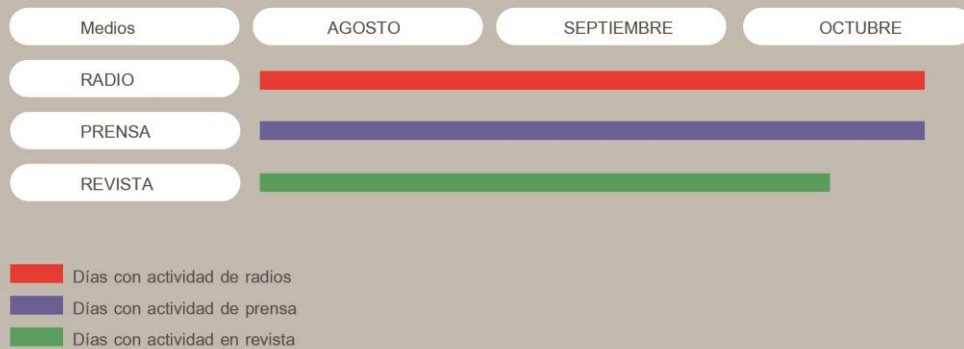 Medios AGOSTO SEPTIEMBRE OCTUBRE
RADIO
PRENSA
REVISTA
Días con actividad de radios
Días con actividad de prensa
Días con actividad en revista